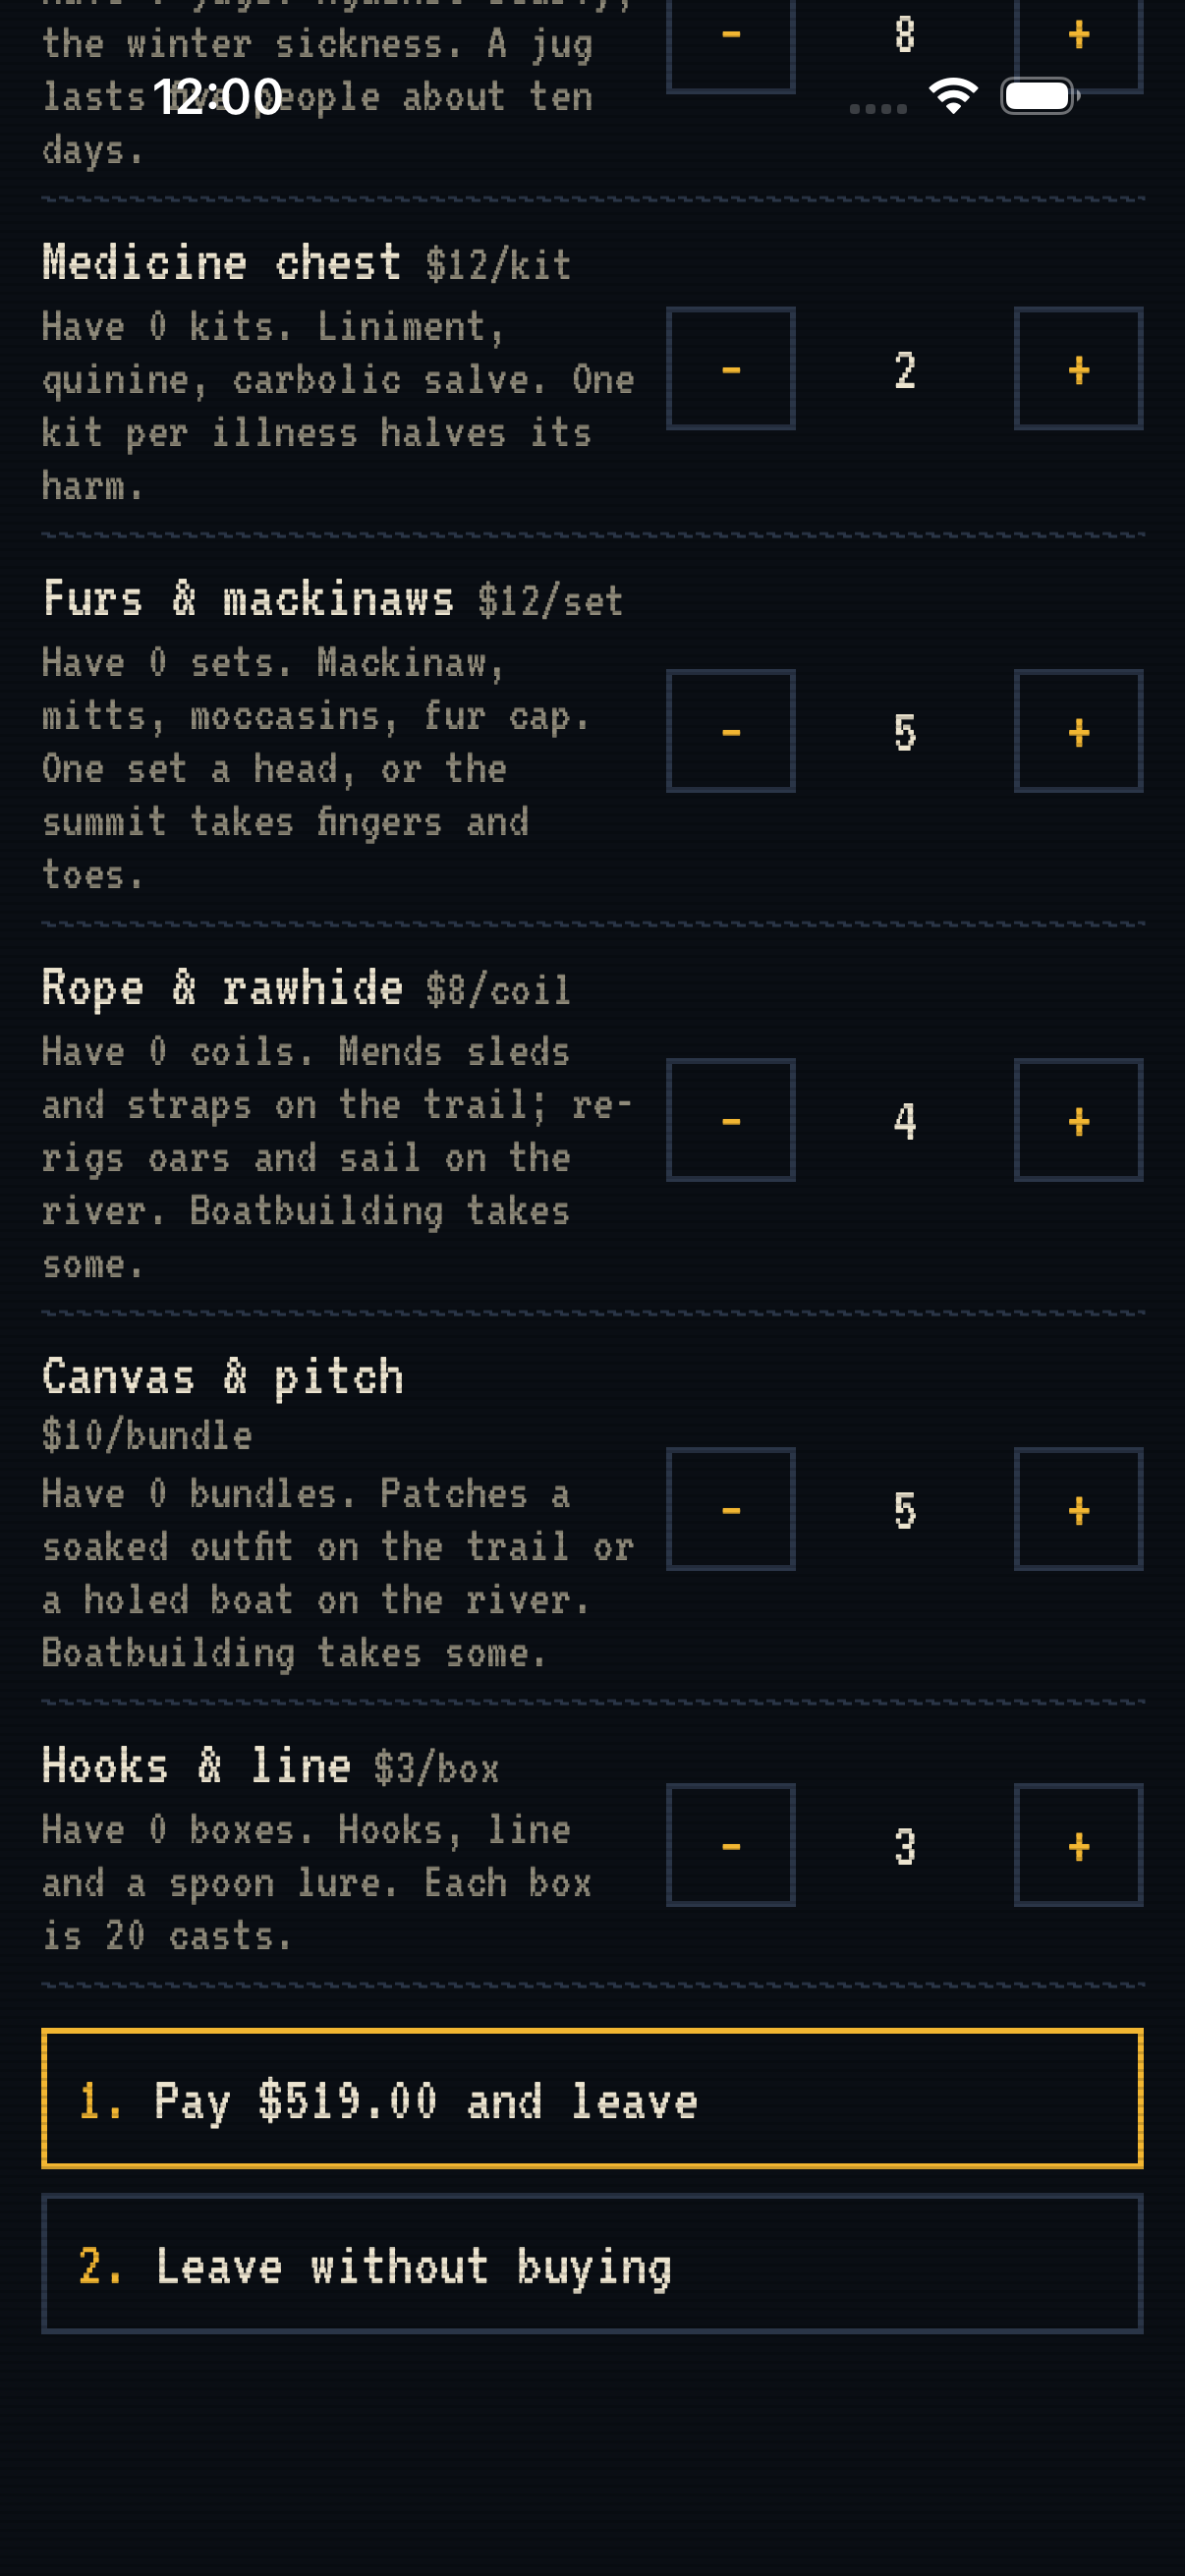 the winter sickness. A jug
- 8 +
12:00
lasts five people about ten
days.
Medicine chest $12/kit
Have 0 kits. Liniment,
quinine, carbolic salve. One
kit per illness halves its
harm.
- 2 +
Furs & mackinaws $12/set
Have 0 sets. Mackinaw,
mitts, moccasins, fur cap.
One set a head, or the
summit takes fingers and
toes.
- 5 +
Rope & rawhide $8/coil
Have 0 coils. Mends sleds
and straps on the trail; re-
rigs oars and sail on the
river. Boatbuilding takes
some.
- 4 +
Canvas & pitch
$10/bundle
Have 0 bundles. Patches a
soaked outfit on the trail or
a holed boat on the river.
Boatbuilding takes some.
- 5 +
Hooks & line $3/box
Have 0 boxes. Hooks, line
and a spoon lure. Each box
is 20 casts.
- 3 +
1. Pay $519.00 and leave
2. Leave without buying